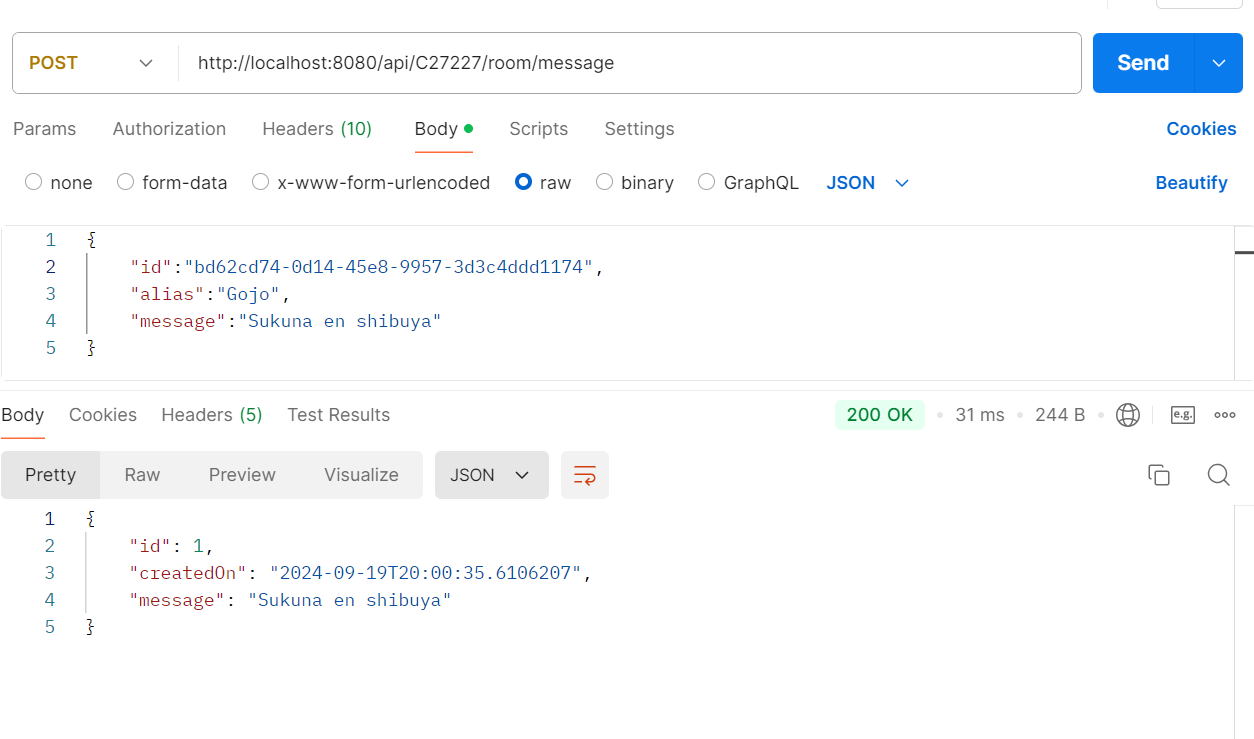 POST http://localhost:8080/api/C27227/room/message Send
Params Authorization Headers (10) Body Scripts Settings Cookies
none form-data x-www-form-urlencoded raw binary GraphQL JSON Beautify
1 {
2 "id":"bd62cd74-0d14-45e8-9957-3d3c4ddd1174",
3 "alias":"Gojo",
4 "message":"Sukuna en shibuya"
5 }
Body Cookies Headers (5) Test Results 200 OK 31 ms 244 B e.g.
Pretty Raw Preview Visualize JSON
1 {
2 "id": 1,
3 "createdOn": "2024-09-19T20:00:35.6106207",
4 "message": "Sukuna en shibuya"
5 }